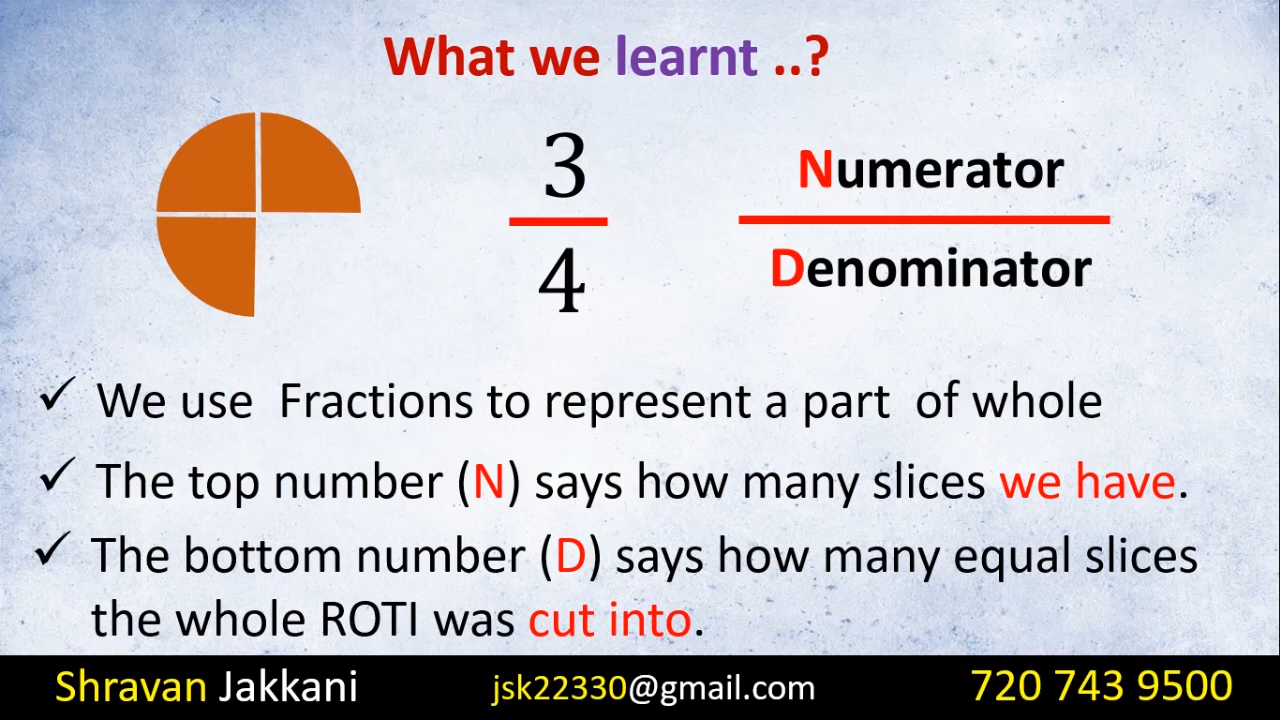 What we learnt ..?
3
4
Numerator
Denominator
✓ We use Fractions to represent a part of whole
✓ The top number (N) says how many slices we have.
✓ The bottom number (D) says how many equal slices
the whole ROTI was cut into.
Shravan Jakkani jsk22330@gmail.com 720 743 9500